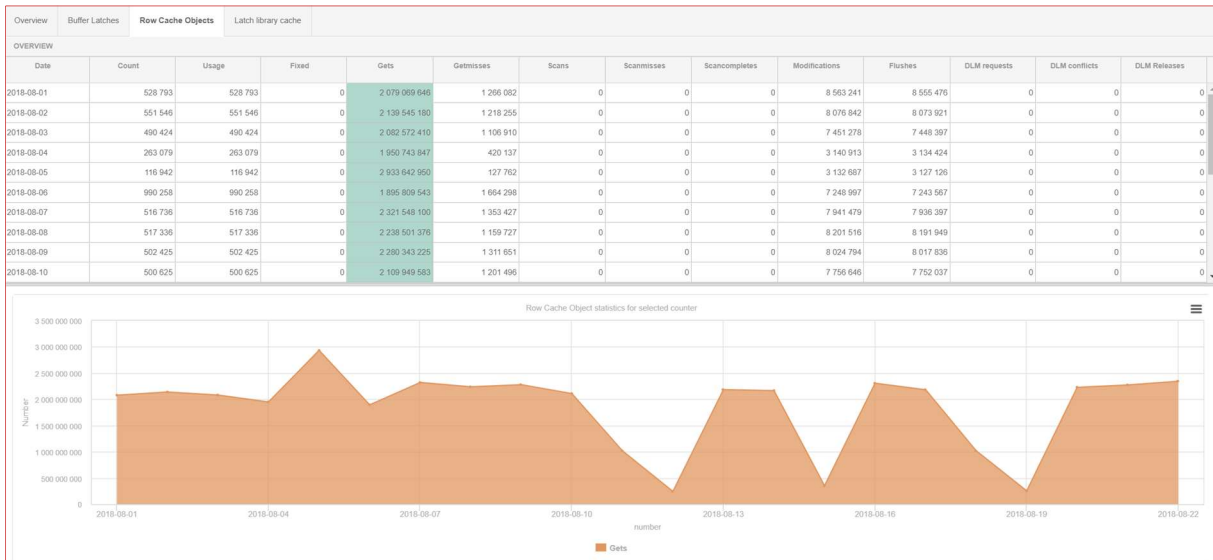 Overview Buffer Latches Row Cache Objects Latch library cache
OVERVIEW
Date Count Usage Fixed Gets Getmisses Scans Scanmisses Scancompletes Modifications Flushes DLM requests DLM conflicts DLM Releases
2018-08-01 528 793 528 793 0 2 079 069 646 1 266 082 0 0 0 8 563 241 8 555 476 0 0 0
2018-08-02 551 546 551 546 0 2 139 545 180 1 218 255 0 0 0 8 076 842 8 073 921 0 0 0
2018-08-03 490 424 490 424 0 2 082 572 410 1 106 910 0 0 0 7 451 278 7 448 397 0 0 0
2018-08-04 263 079 263 079 0 1 950 743 847 420 137 0 0 0 3 140 913 3 134 424 0 0 0
2018-08-05 116 942 116 942 0 2 933 642 950 127 762 0 0 0 3 132 687 3 127 126 0 0 0
2018-08-06 990 258 990 258 0 1 895 809 543 1 664 298 0 0 0 7 248 997 7 243 567 0 0 0
2018-08-07 516 736 516 736 0 2 321 548 100 1 353 427 0 0 0 7 941 479 7 936 397 0 0 0
2018-08-08 517 336 517 336 0 2 238 501 376 1 159 727 0 0 0 8 201 516 8 191 949 0 0 0
2018-08-09 502 425 502 425 0 2 280 343 225 1 311 651 0 0 0 8 024 794 8 017 836 0 0 0
2018-08-10 500 625 500 625 0 2 109 949 583 1 201 496 0 0 0 7 756 646 7 752 037 0 0 0
Row Cache Object statistics for selected counter
3 500 000 000
3 000 000 000
2 500 000 000
2 000 000 000
1 500 000 000
1 000 000 000
500 000 000
0
Number
2018-08-01 2018-08-04 2018-08-07 2018-08-10 2018-08-13 2018-08-16 2018-08-19 2018-08-22
number
Gets